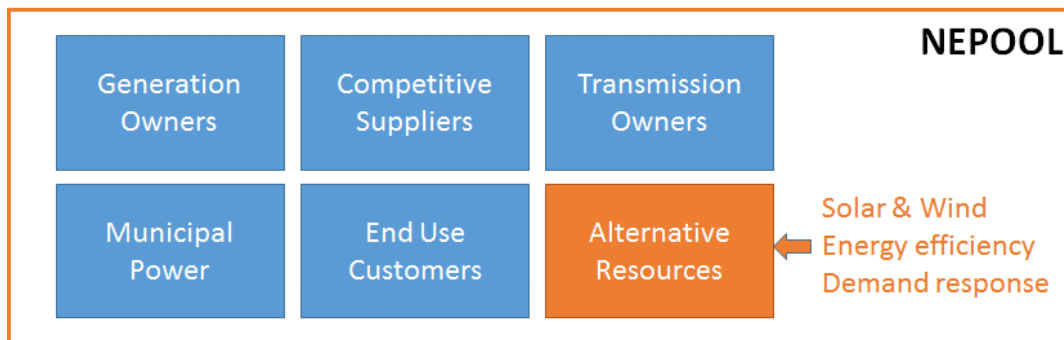 NEPOOL
Generation
Owners
Competitive
Suppliers
Transmission
Owners
Municipal
Power
End Use
Customers
Alternative
Resources
Solar & Wind
Energy efficiency
Demand response